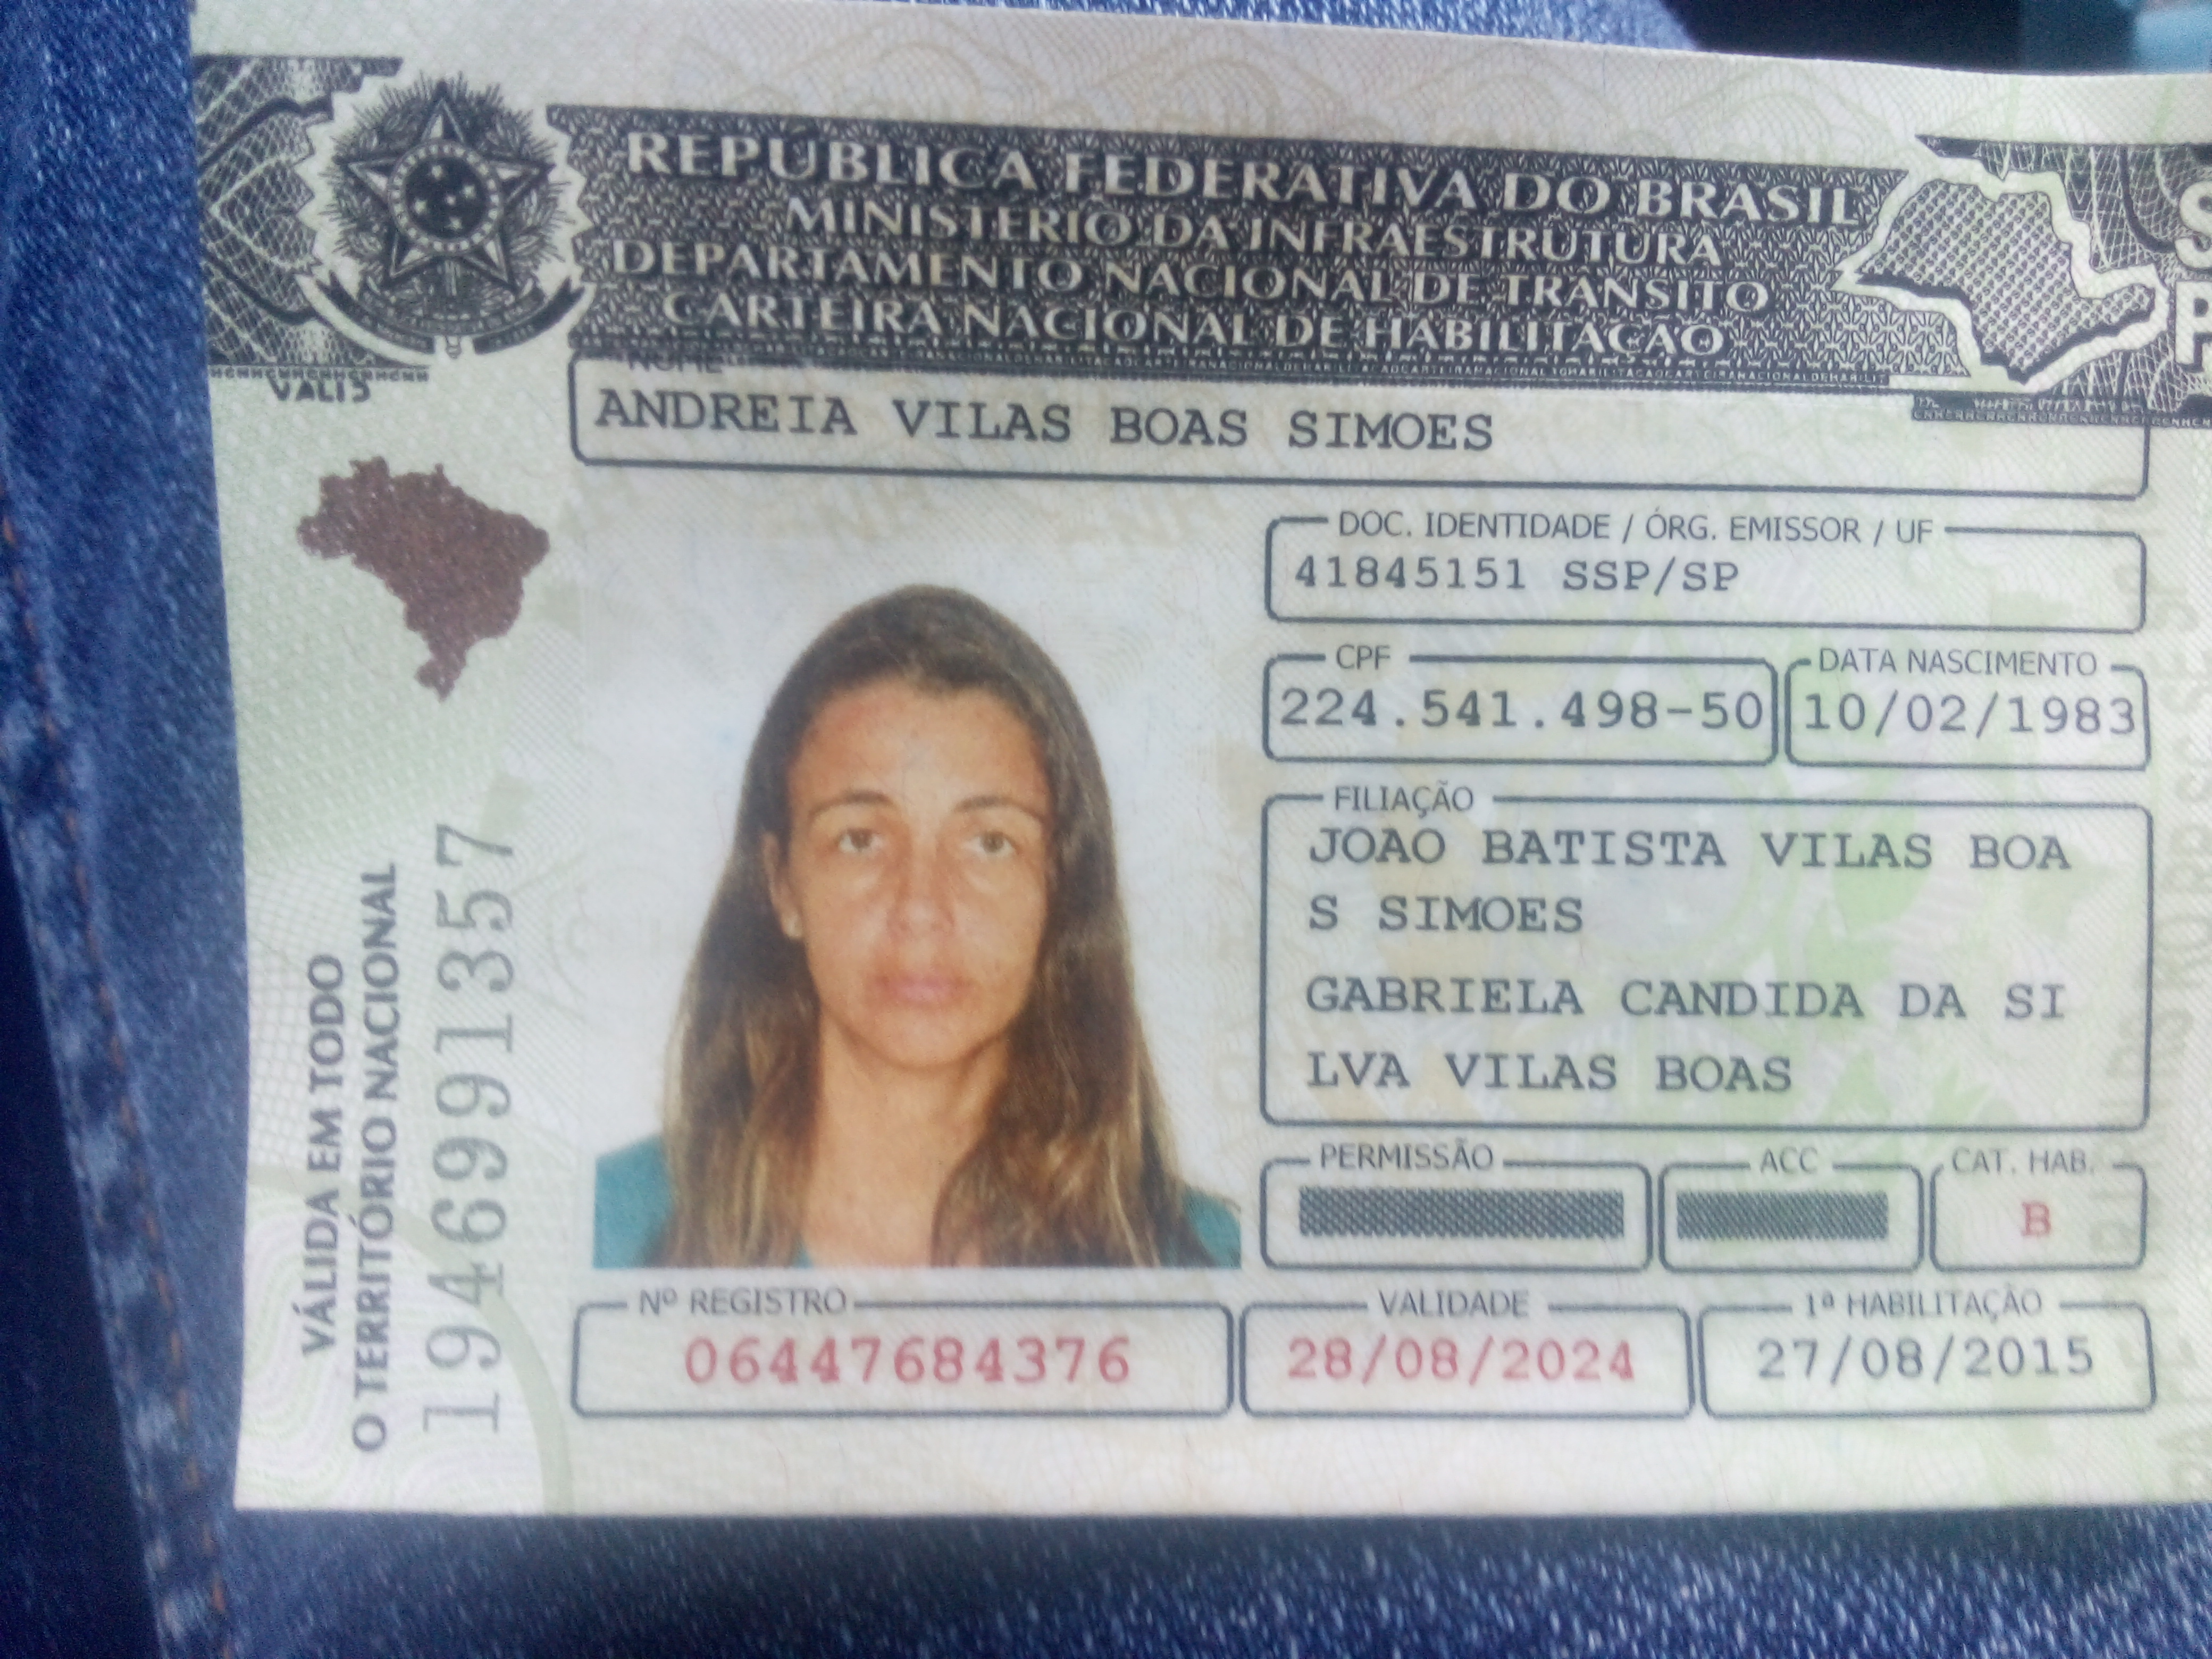 REPÚBLICA FEDERATIVA DO BRASIL
MINISTÉRIO DA INFRAESTRUTURA
DEPARTAMENTO NACIONAL DE TRÂNSITO
CARTEIRA NACIONAL DE HABILITAÇÃO
NOME
ANDREIA VILAS BOAS SIMOES
DOC. IDENTIDADE / ÓRG. EMISSOR / UF
41845151 SSP/SP
CPF
224.541.498-50
DATA NASCIMENTO
10/02/1983
FILIAÇÃO
JOAO BATISTA VILAS BOA
S SIMOES
GABRIELA CANDIDA DA SI
LVA VILAS BOAS
PERMISSÃO
ACC
CAT. HAB.
B
Nº REGISTRO
06447684376
VALIDADE
28/08/2024
1ª HABILITAÇÃO
27/08/2015
VÁLIDA EM TODO
O TERRITÓRIO NACIONAL
1946991357